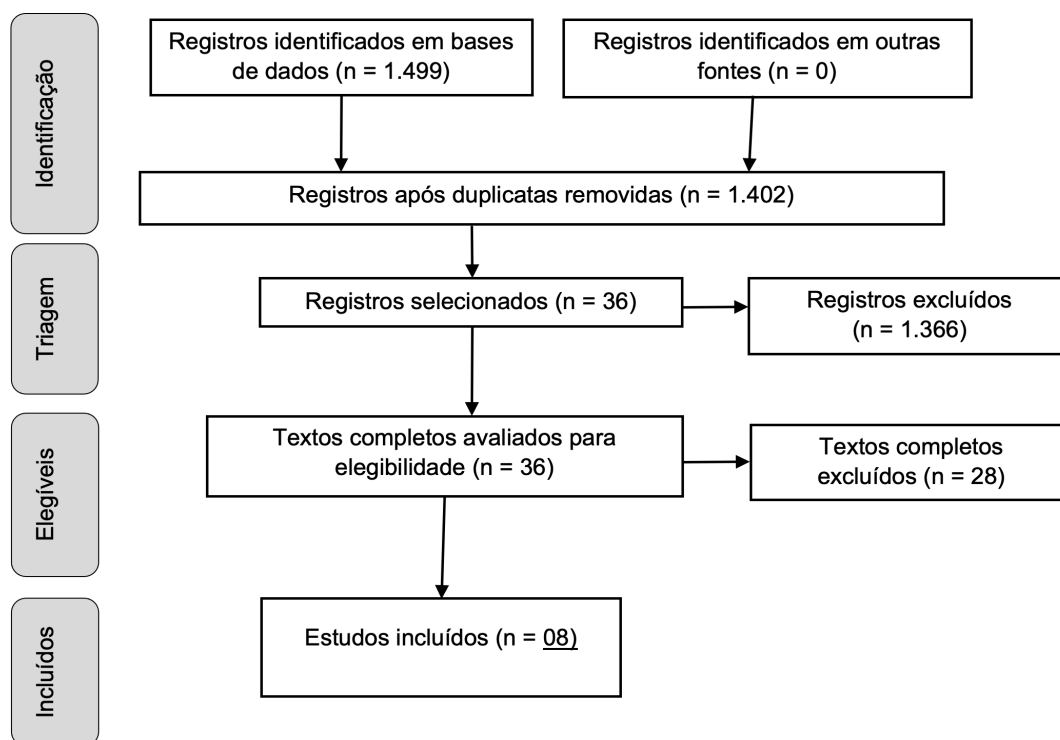 Identificação
Registros identificados em bases
de dados (n = 1.499)
Registros identificados em outras
fontes (n = 0)
Registros após duplicatas removidas (n = 1.402)
Triagem
Registros selecionados (n = 36)
Registros excluídos
(n = 1.366)
Elegíveis
Textos completos avaliados para
elegibilidade (n = 36)
Textos completos
excluídos (n = 28)
Incluídos
Estudos incluídos (n = 08)